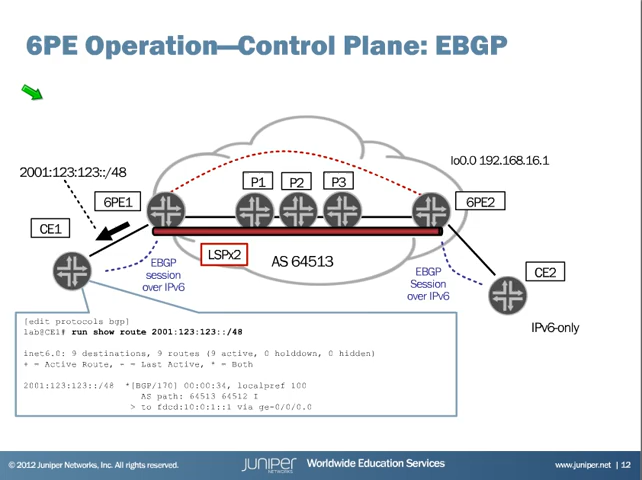 6PE Operation—Control Plane: EBGP
lo0.0 192.168.16.1
2001:123:123::/48
P1
P2
P3
6PE1
6PE2
CE1
LSPx2
AS 64513
EBGP
session
over IPv6
EBGP
Session
over IPv6
CE2
IPv6-only
[edit protocols bgp]
lab@CE1# run show route 2001:123:123::/48
inet6.0: 9 destinations, 9 routes (9 active, 0 holddown, 0 hidden)
+ = Active Route, - = Last Active, * = Both
2001:123:123::/48 *[BGP/170] 00:00:34, localpref 100
AS path: 64513 64512 I
> to fdcd:10:0:1::1 via ge-0/0/0.0
© 2012 Juniper Networks, Inc. All rights reserved.
JUNIPER
NETWORKS
Worldwide Education Services
www.juniper.net | 12